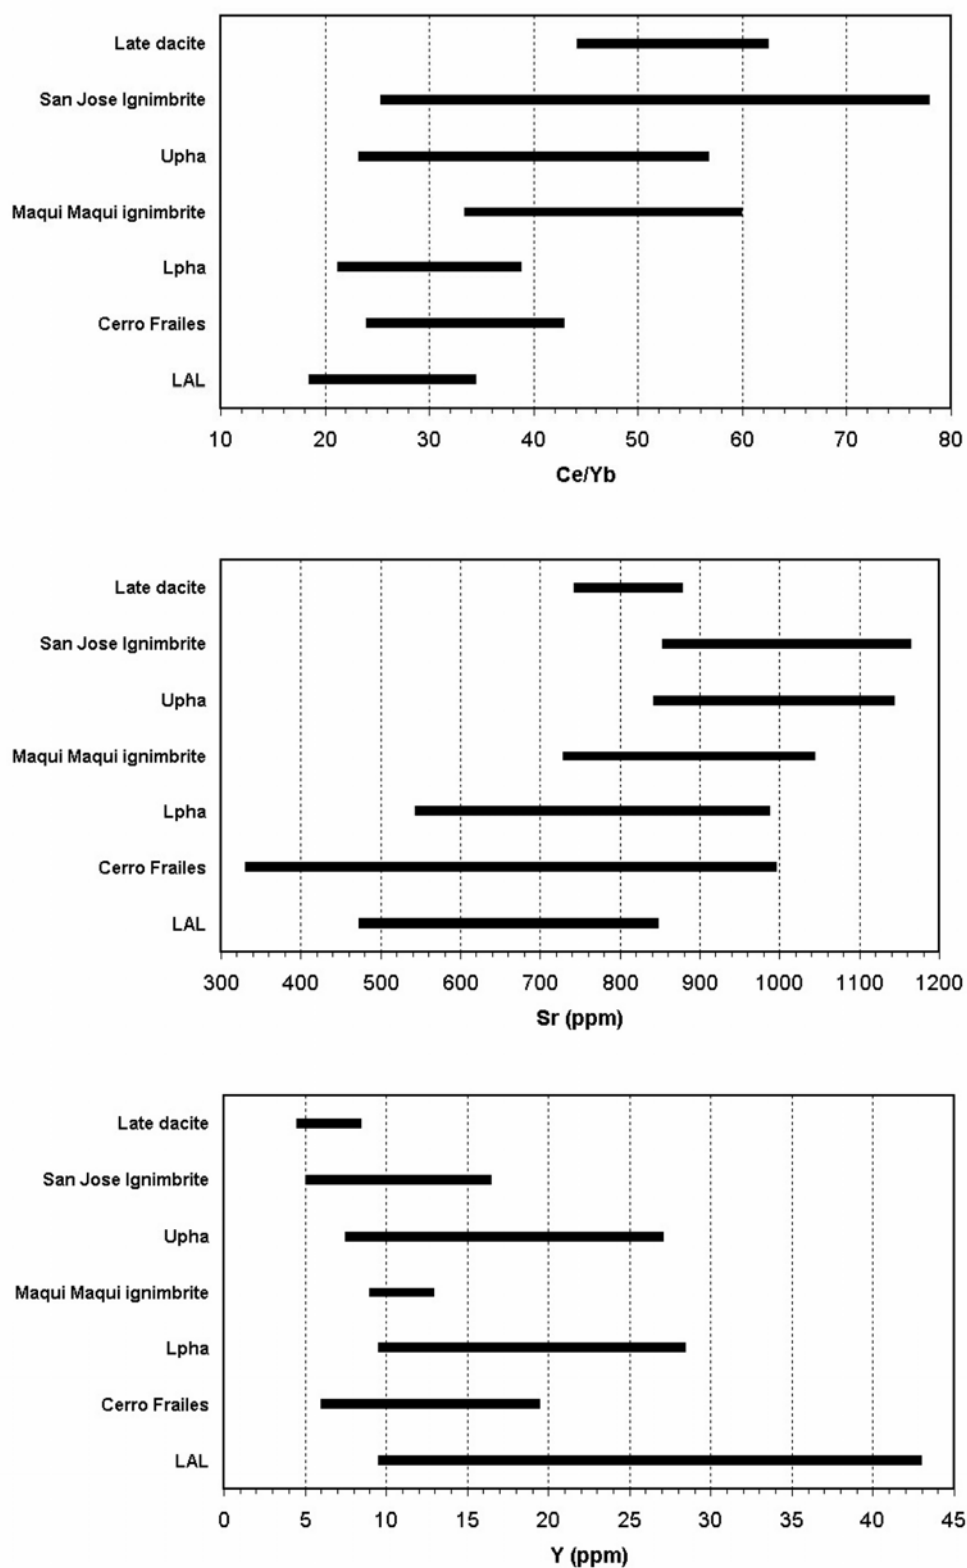 Late dacite
San Jose Ignimbrite
Upha
Maqui Maqui ignimbrite
Lpha
Cerro Frailes
LAL
10 20 30 40 50 60 70 80
Ce/Yb
Late dacite
San Jose Ignimbrite
Upha
Maqui Maqui ignimbrite
Lpha
Cerro Frailes
LAL
300 400 500 600 700 800 900 1000 1100 1200
Sr (ppm)
Late dacite
San Jose Ignimbrite
Upha
Maqui Maqui ignimbrite
Lpha
Cerro Frailes
LAL
0 5 10 15 20 25 30 35 40 45
Y (ppm)